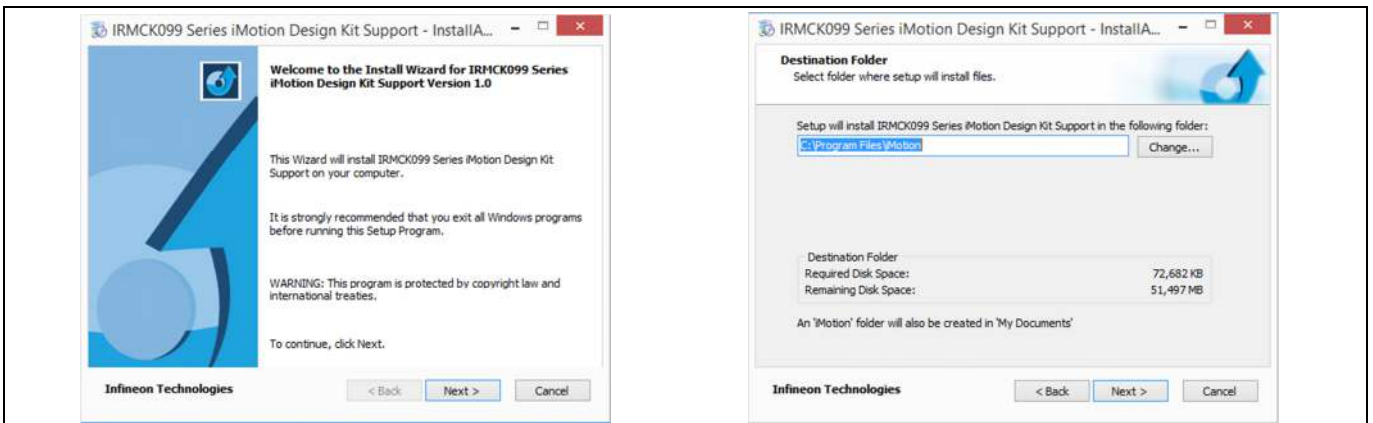 IRMCK099 Series iMotion Design Kit Support - InstallA...
Welcome to the Install Wizard for IRMCK099 Series
iMotion Design Kit Support Version 1.0
This Wizard will install IRMCK099 Series iMotion Design Kit
Support on your computer.
It is strongly recommended that you exit all Windows programs
before running this Setup Program.
WARNING: This program is protected by copyright law and
international treaties.
To continue, click Next.
Infineon Technologies
< Back
Next >
Cancel
IRMCK099 Series iMotion Design Kit Support - InstallA...
Destination Folder
Select folder where setup will install files.
Setup will install IRMCK099 Series iMotion Design Kit Support in the following folder:
C:\Program Files\iMotion
Change...
Destination Folder
Required Disk Space: 72,682 KB
Remaining Disk Space: 51,497 MB
An 'iMotion' folder will also be created in 'My Documents'
Infineon Technologies
< Back
Next >
Cancel